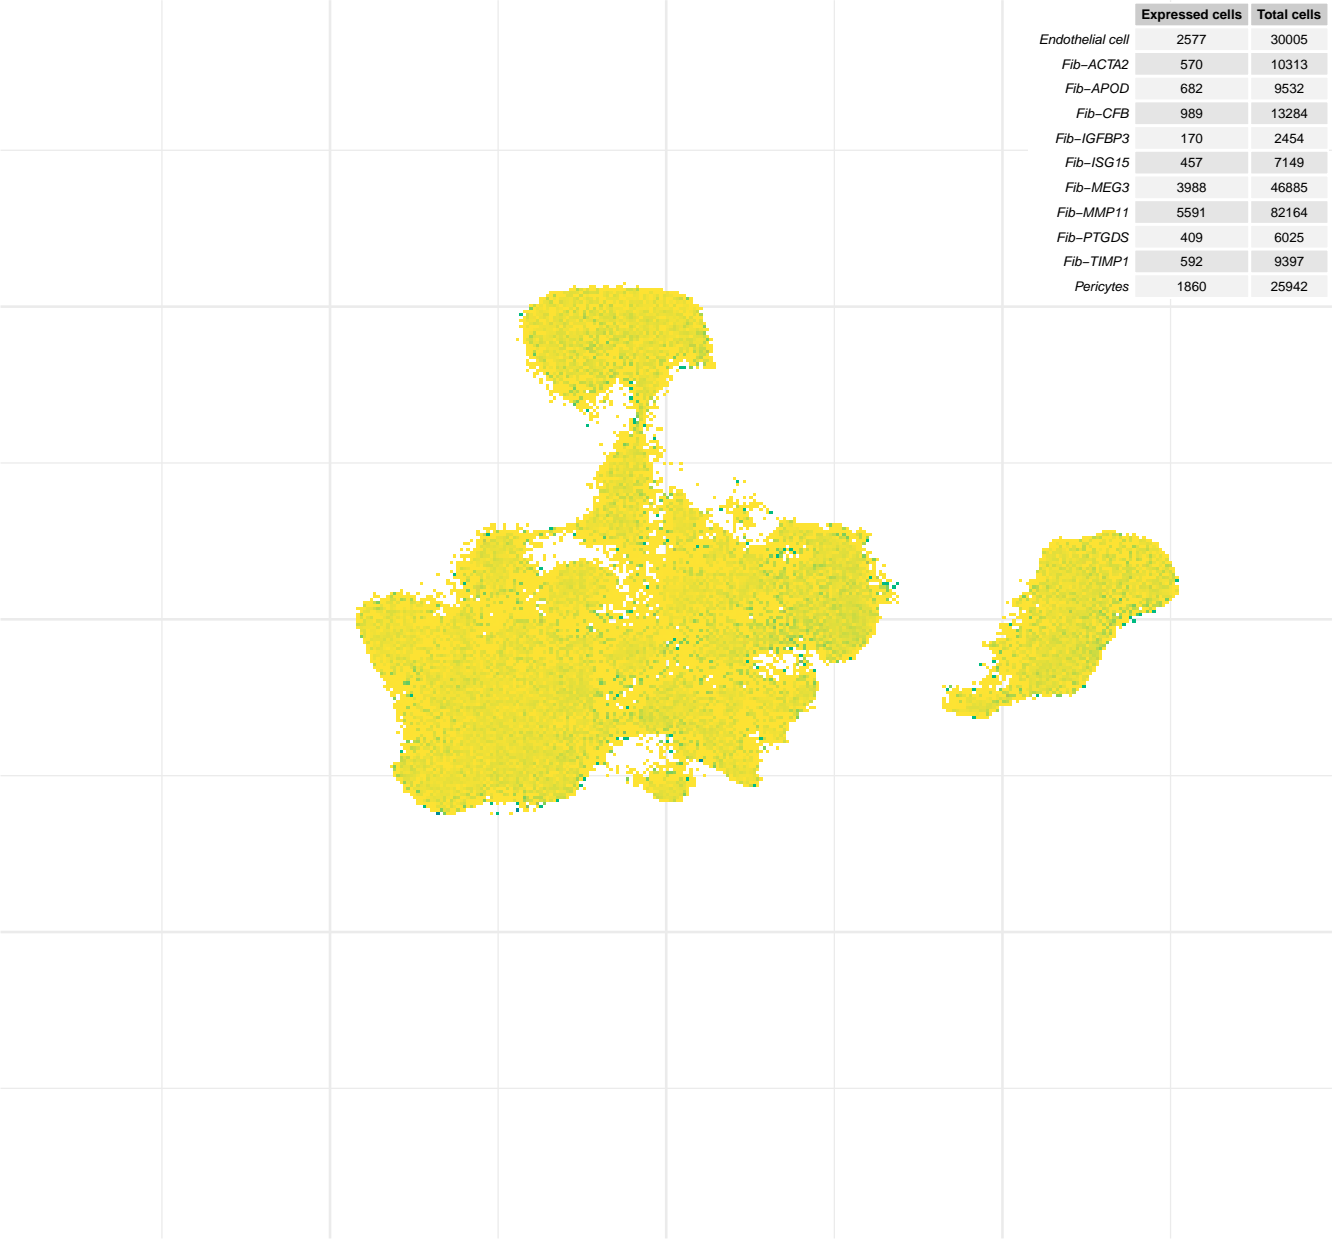 Expressed cells Total cells
Endothelial cell 2577 30005
Fib−ACTA2 570 10313
Fib−APOD 682 9532
Fib−CFB 989 13284
Fib−IGFBP3 170 2454
Fib−ISG15 457 7149
Fib−MEG3 3988 46885
Fib−MMP11 5591 82164
Fib−PTGDS 409 6025
Fib−TIMP1 592 9397
Pericytes 1860 25942